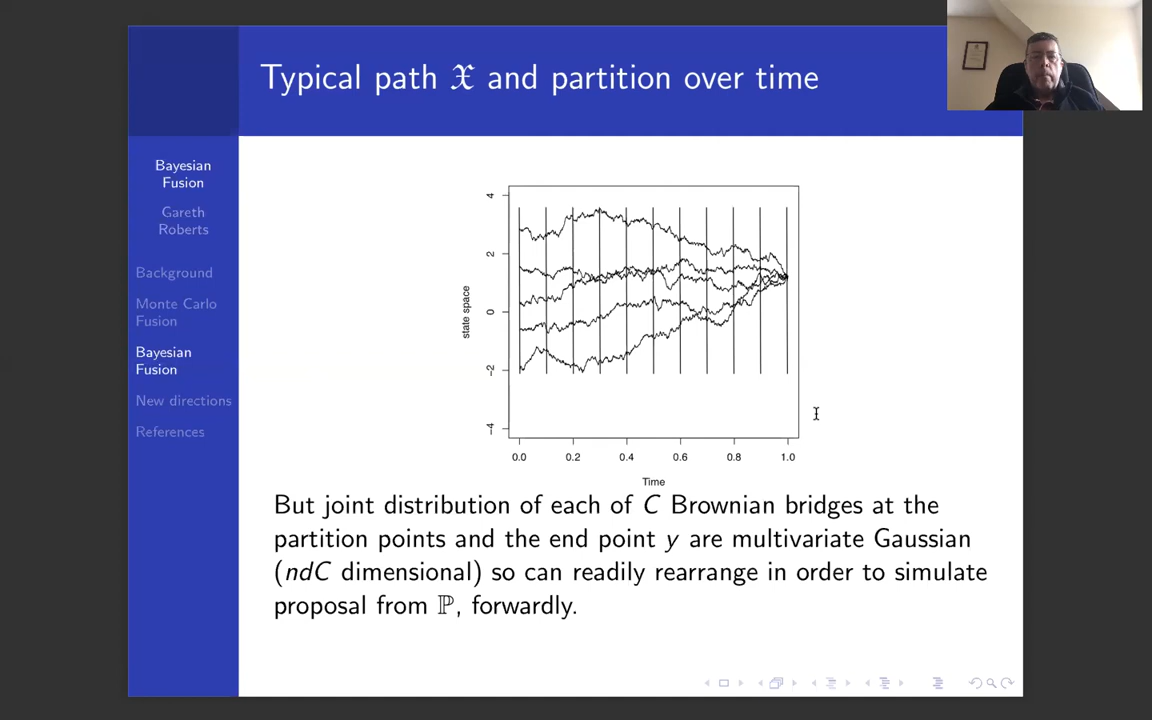 Typical path 𝔛 and partition over time
Bayesian
Fusion
Gareth
Roberts
Background
Monte Carlo
Fusion
Bayesian
Fusion
New directions
References
state space
4
2
0
-2
-4
0.0 0.2 0.4 0.6 0.8 1.0
Time
But joint distribution of each of C Brownian bridges at the
partition points and the end point y are multivariate Gaussian
(ndC dimensional) so can readily rearrange in order to simulate
proposal from ℙ, forwardly.